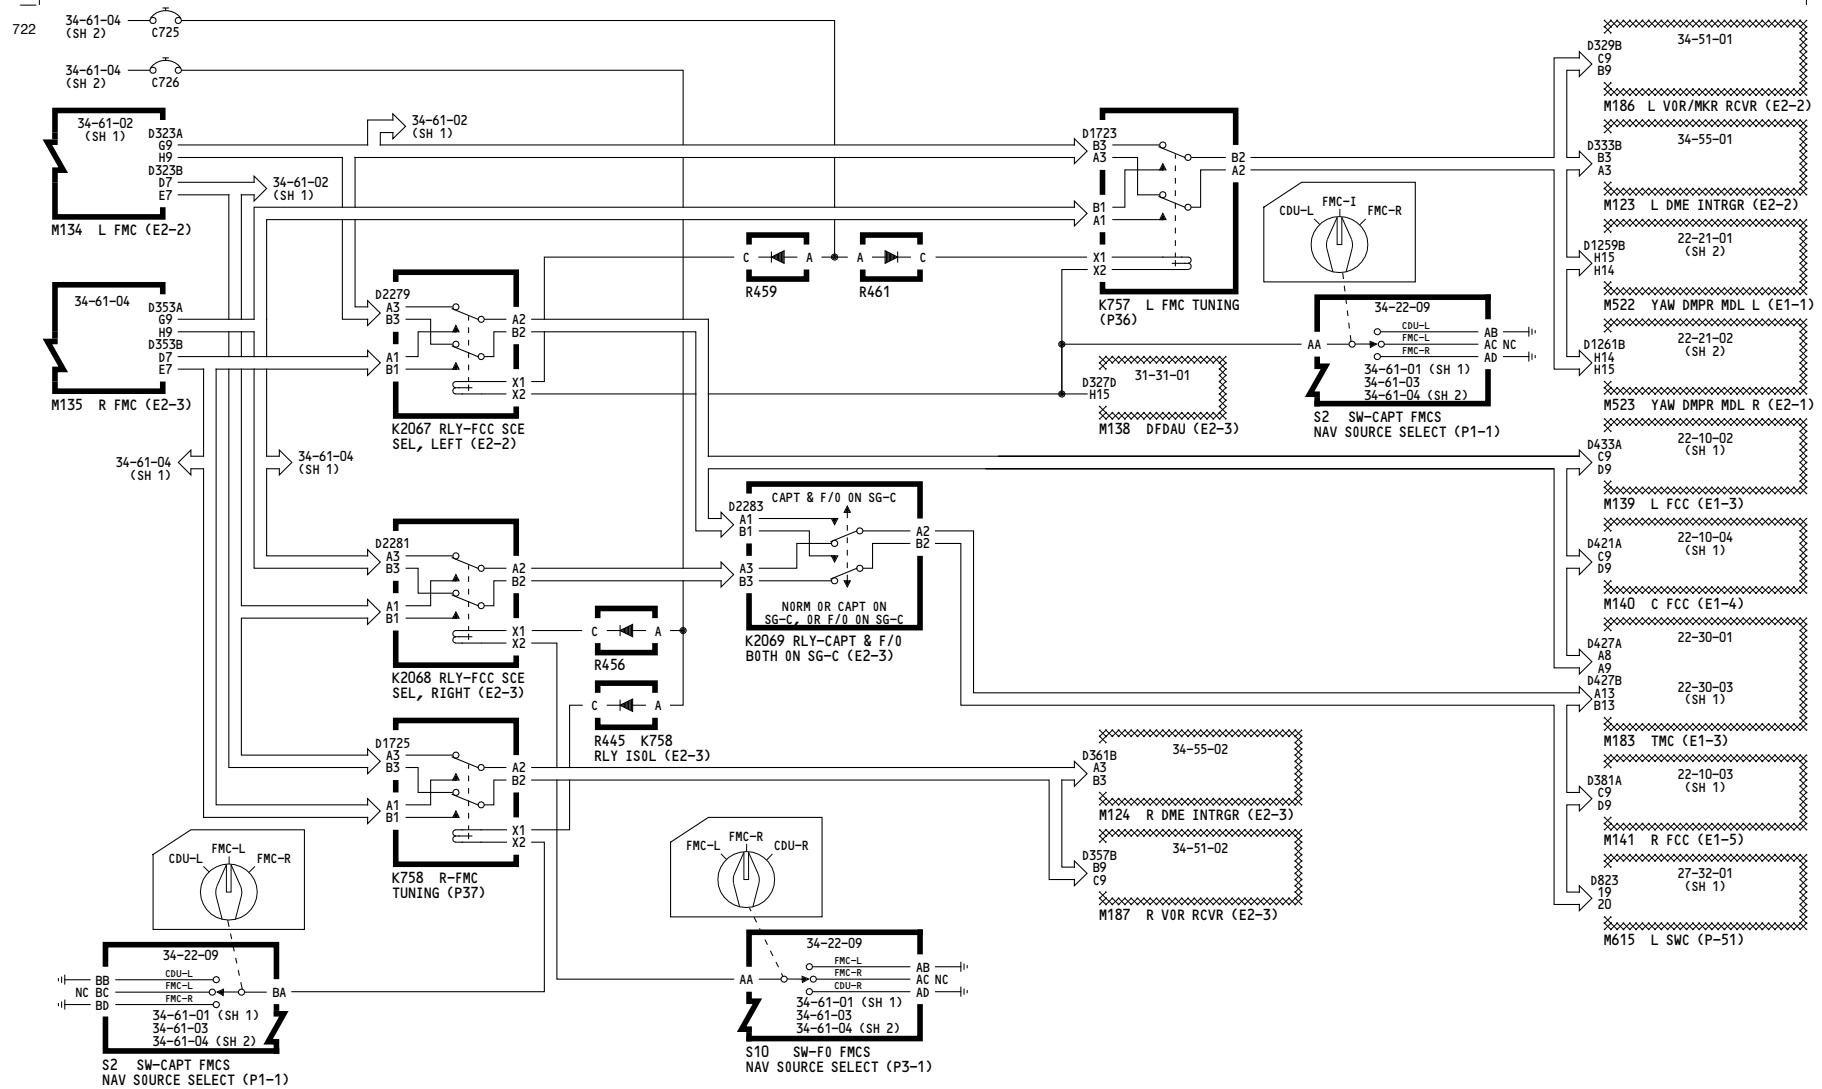 722
34-61-04
(SH 2)
C725
34-61-04
(SH 2)
C726
34-61-02
(SH 1)
D323A
G9
H9
D323B
D7
E7
M134 L FMC (E2-2)
34-61-02
(SH 1)
34-61-02
(SH 1)
34-61-04
D353A
G9
H9
D353B
D7
E7
M135 R FMC (E2-3)
34-61-04
(SH 1)
34-61-04
(SH 1)
D2279
A3
B3
A1
B1
A2
B2
X1
X2
K2067 RLY-FCC SCE
SEL, LEFT (E2-2)
D2281
A3
B3
A1
B1
A2
B2
X1
X2
K2068 RLY-FCC SCE
SEL, RIGHT (E2-3)
D1725
A3
B3
A1
B1
A2
B2
X1
X2
K758 R-FMC
TUNING (P37)
C A
R459
A C
R461
C A
R456
C A
R445 K758
RLY ISOL (E2-3)
D2283
A1
B1
A3
B3
CAPT & F/O ON SG-C
A2
B2
NORM OR CAPT ON
SG-C, OR F/O ON SG-C
K2069 RLY-CAPT & F/O
BOTH ON SG-C (E2-3)
D1723
B3
A3
B1
A1
X1
X2
B2
A2
K757 L FMC TUNING
(P36)
31-31-01
D327D
H15
M138 DFDAU (E2-3)
FMC-I
CDU-L
FMC-R
34-22-09
AA
CDU-L
FMC-L
FMC-R
AB
AC NC
AD
34-61-01 (SH 1)
34-61-03
34-61-04 (SH 2)
S2 SW-CAPT FMCS
NAV SOURCE SELECT (P1-1)
34-51-01
D329B
C9
B9
M186 L VOR/MKR RCVR (E2-2)
34-55-01
D333B
B3
A3
M123 L DME INTRGR (E2-2)
22-21-01
(SH 2)
D1259B
H15
H14
M522 YAW DMPR MDL L (E1-1)
22-21-02
(SH 2)
D1261B
H14
H15
M523 YAW DMPR MDL R (E2-1)
22-10-02
(SH 1)
D433A
C9
D9
M139 L FCC (E1-3)
22-10-04
(SH 1)
D421A
C9
D9
M140 C FCC (E1-4)
22-30-01
D427A
A8
A9
D427B
A13
B13
22-30-03
(SH 1)
M183 TMC (E1-3)
22-10-03
(SH 1)
D381A
C9
D9
M141 R FCC (E1-5)
27-32-01
(SH 1)
D823
19
20
M615 L SWC (P-51)
34-55-02
D361B
A3
B3
M124 R DME INTRGR (E2-3)
34-51-02
D357B
B9
C9
M187 R VOR RCVR (E2-3)
FMC-L
CDU-L
FMC-R
34-22-09
BB
NC BC
BD
CDU-L
FMC-L
FMC-R
BA
34-61-01 (SH 1)
34-61-03
34-61-04 (SH 2)
S2 SW-CAPT FMCS
NAV SOURCE SELECT (P1-1)
FMC-R
FMC-L
CDU-R
34-22-09
AA
FMC-L
FMC-R
CDU-R
AB
AC NC
AD
34-61-01 (SH 1)
34-61-03
34-61-04 (SH 2)
S10 SW-FO FMCS
NAV SOURCE SELECT (P3-1)